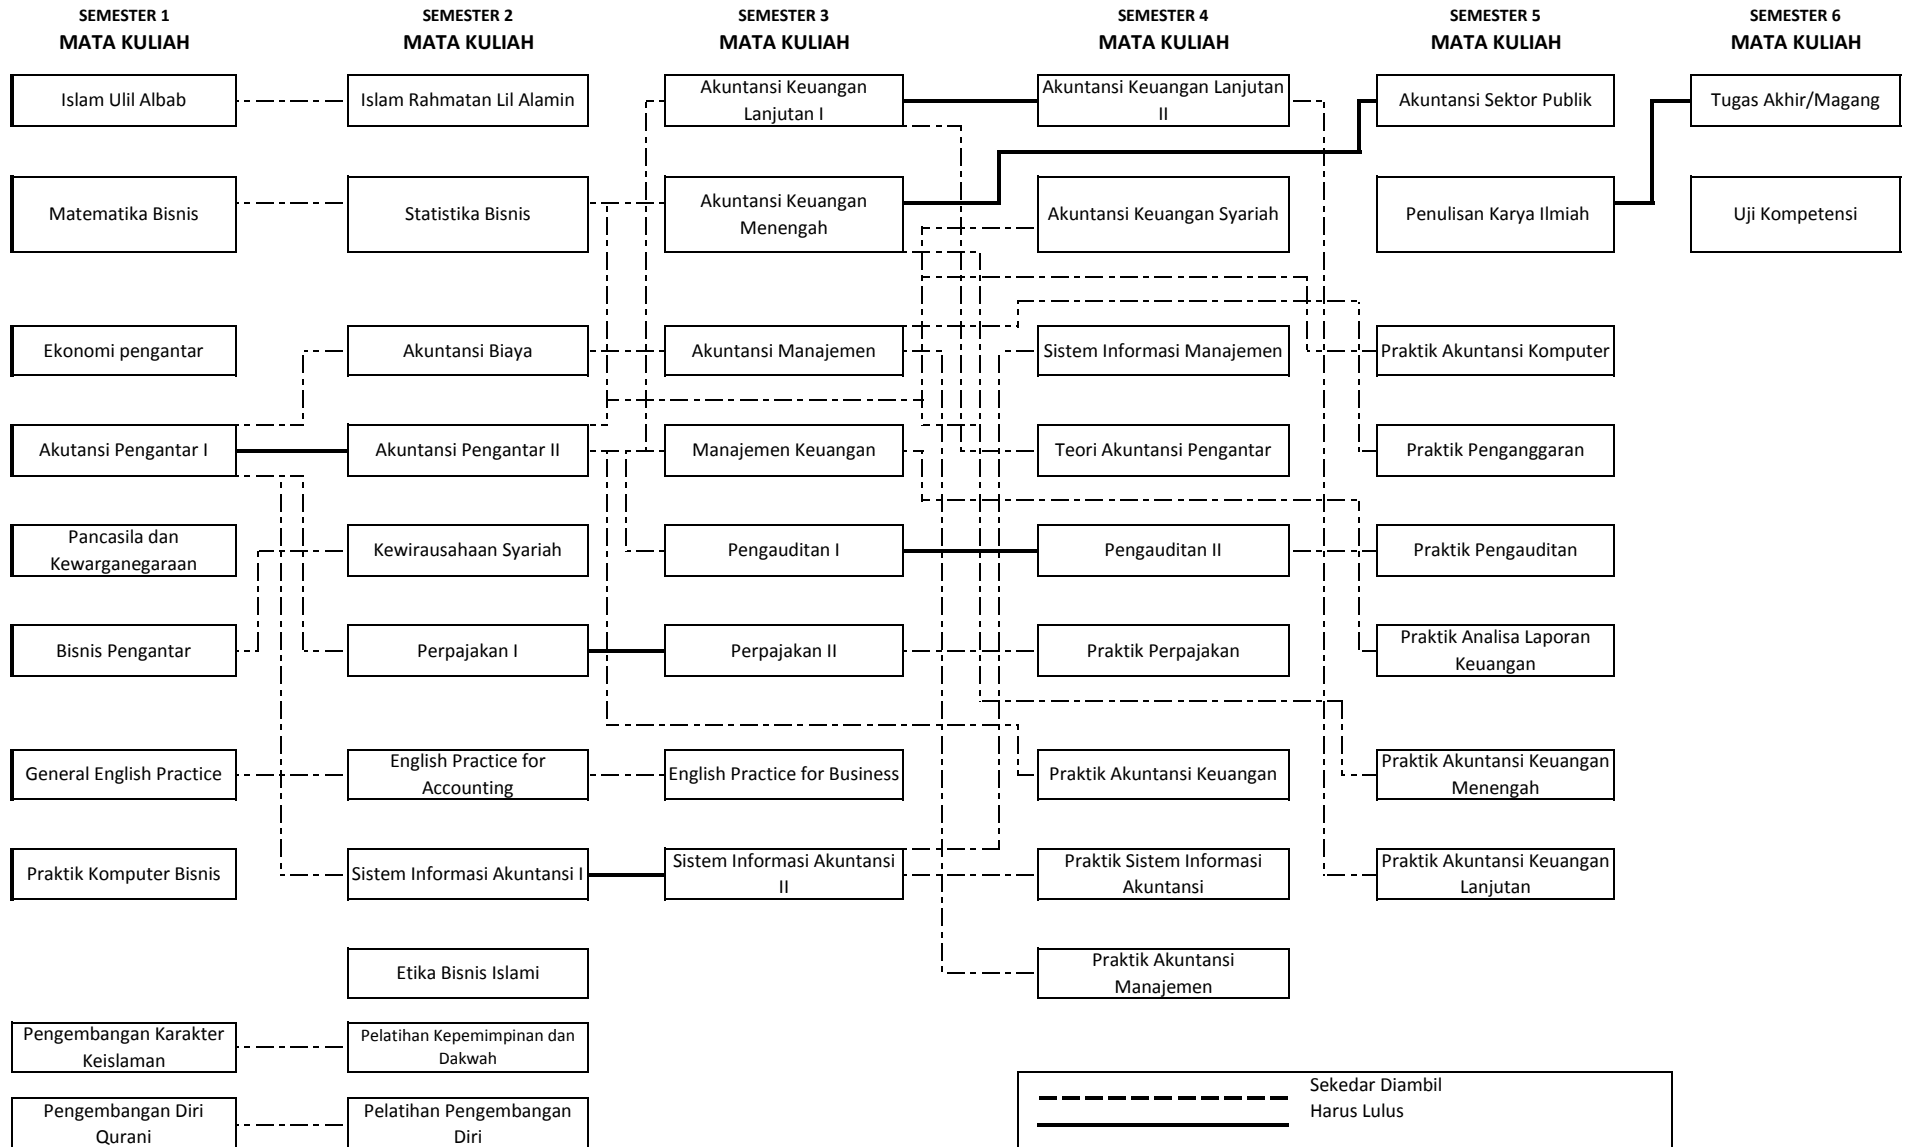 SEMESTER 1
MATA KULIAH
Islam Ulil Albab
Matematika Bisnis
Ekonomi pengantar
Akutansi Pengantar I
Pancasila dan
Kewarganegaraan
Bisnis Pengantar
General English Practice
Praktik Komputer Bisnis
Pengembangan Karakter
Keislaman
Pengembangan Diri
Qurani
SEMESTER 2
MATA KULIAH
Islam Rahmatan Lil Alamin
Statistika Bisnis
Akuntansi Biaya
Akuntansi Pengantar II
Kewirausahaan Syariah
Perpajakan I
English Practice for
Accounting
Sistem Informasi Akuntansi I
Etika Bisnis Islami
Pelatihan Kepemimpinan dan
Dakwah
Pelatihan Pengembangan
Diri
SEMESTER 3
MATA KULIAH
Akuntansi Keuangan
Lanjutan I
Akuntansi Keuangan
Menengah
Akuntansi Manajemen
Manajemen Keuangan
Pengauditan I
Perpajakan II
English Practice for Business
Sistem Informasi Akuntansi
II
SEMESTER 4
MATA KULIAH
Akuntansi Keuangan Lanjutan
II
Akuntansi Keuangan Syariah
Sistem Informasi Manajemen
Teori Akuntansi Pengantar
Pengauditan II
Praktik Perpajakan
Praktik Akuntansi Keuangan
Praktik Sistem Informasi
Akuntansi
Praktik Akuntansi
Manajemen
SEMESTER 5
MATA KULIAH
Akuntansi Sektor Publik
Penulisan Karya Ilmiah
Praktik Akuntansi Komputer
Praktik Penganggaran
Praktik Pengauditan
Praktik Analisa Laporan
Keuangan
Praktik Akuntansi Keuangan
Menengah
Praktik Akuntansi Keuangan
Lanjutan
SEMESTER 6
MATA KULIAH
Tugas Akhir/Magang
Uji Kompetensi
Sekedar Diambil
Harus Lulus